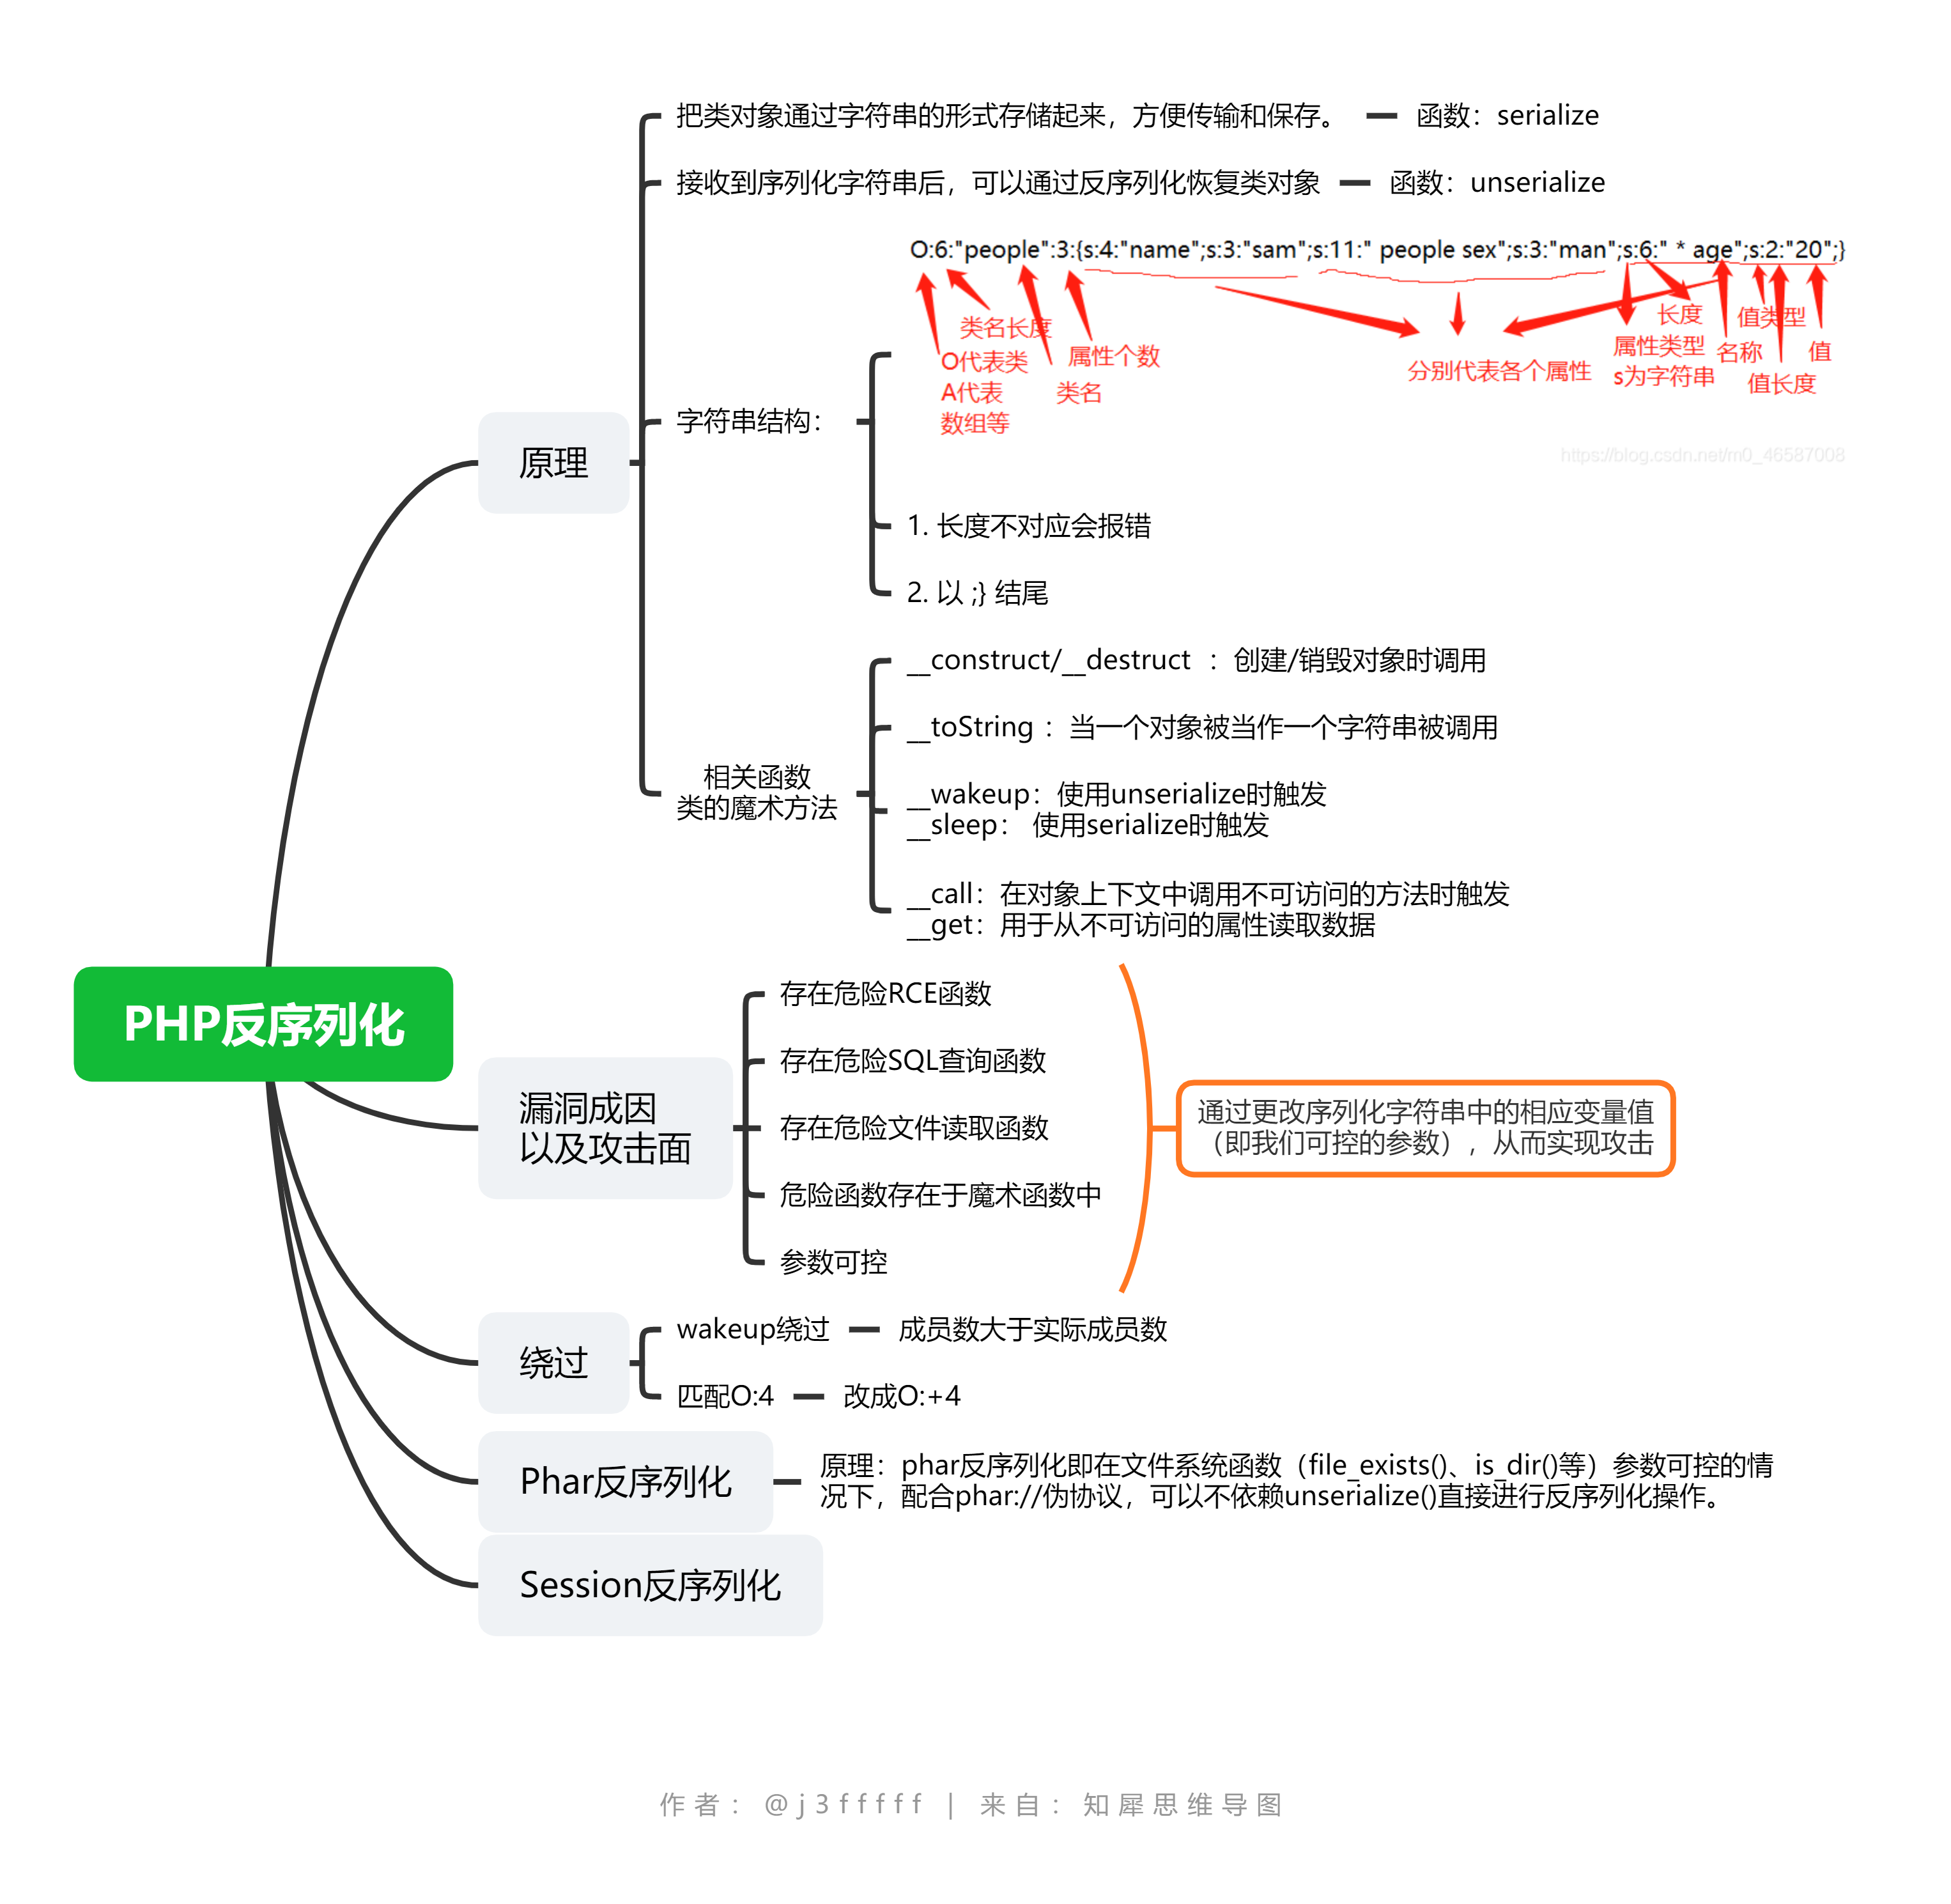 把类对象通过字符串的形式存储起来，方便传输和保存。
函数：serialize
接收到序列化字符串后，可以通过反序列化恢复类对象
函数：unserialize
O:6:"people":3:{s:4:"name";s:3:"sam";s:11:" people sex";s:3:"man";s:6:" * age";s:2:"20";}
类名长度
O代表类
A代表
数组等
属性个数
类名
分别代表各个属性
长度
属性类型
s为字符串
名称
值类型
值
值长度
https://blog.csdn.net/m0_46587008
字符串结构：
1. 长度不对应会报错
2. 以 ;} 结尾
原理
相关函数
类的魔术方法
__construct/__destruct ：创建/销毁对象时调用
__toString ：当一个对象被当作一个字符串被调用
__wakeup：使用unserialize时触发
__sleep： 使用serialize时触发
__call：在对象上下文中调用不可访问的方法时触发
__get：用于从不可访问的属性读取数据
PHP反序列化
漏洞成因
以及攻击面
存在危险RCE函数
存在危险SQL查询函数
存在危险文件读取函数
危险函数存在于魔术函数中
参数可控
通过更改序列化字符串中的相应变量值
（即我们可控的参数），从而实现攻击
绕过
wakeup绕过
成员数大于实际成员数
匹配O:4
改成O:+4
Phar反序列化
原理：phar反序列化即在文件系统函数（file_exists()、is_dir()等）参数可控的情
况下，配合phar://伪协议，可以不依赖unserialize()直接进行反序列化操作。
Session反序列化
作者：@j3fffff | 来自：知犀思维导图